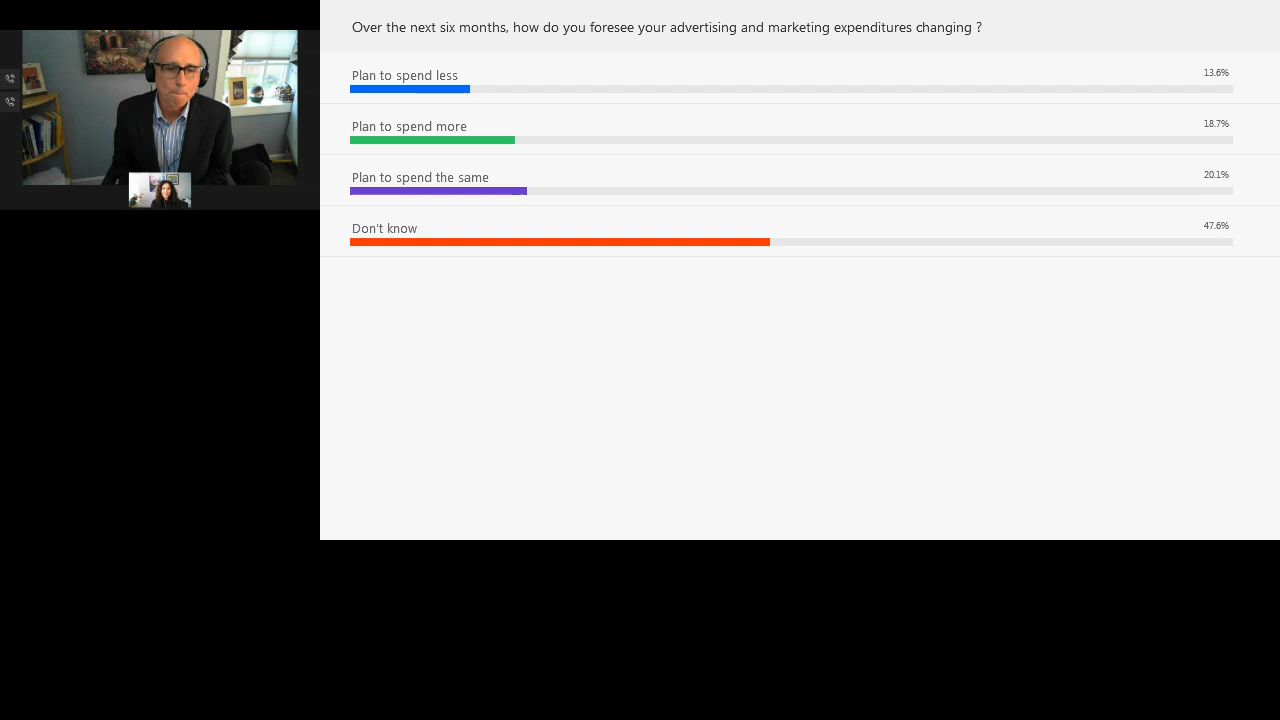 Over the next six months, how do you foresee your advertising and marketing expenditures changing ?
Plan to spend less 13.6%
Plan to spend more 18.7%
Plan to spend the same 20.1%
Don't know 47.6%